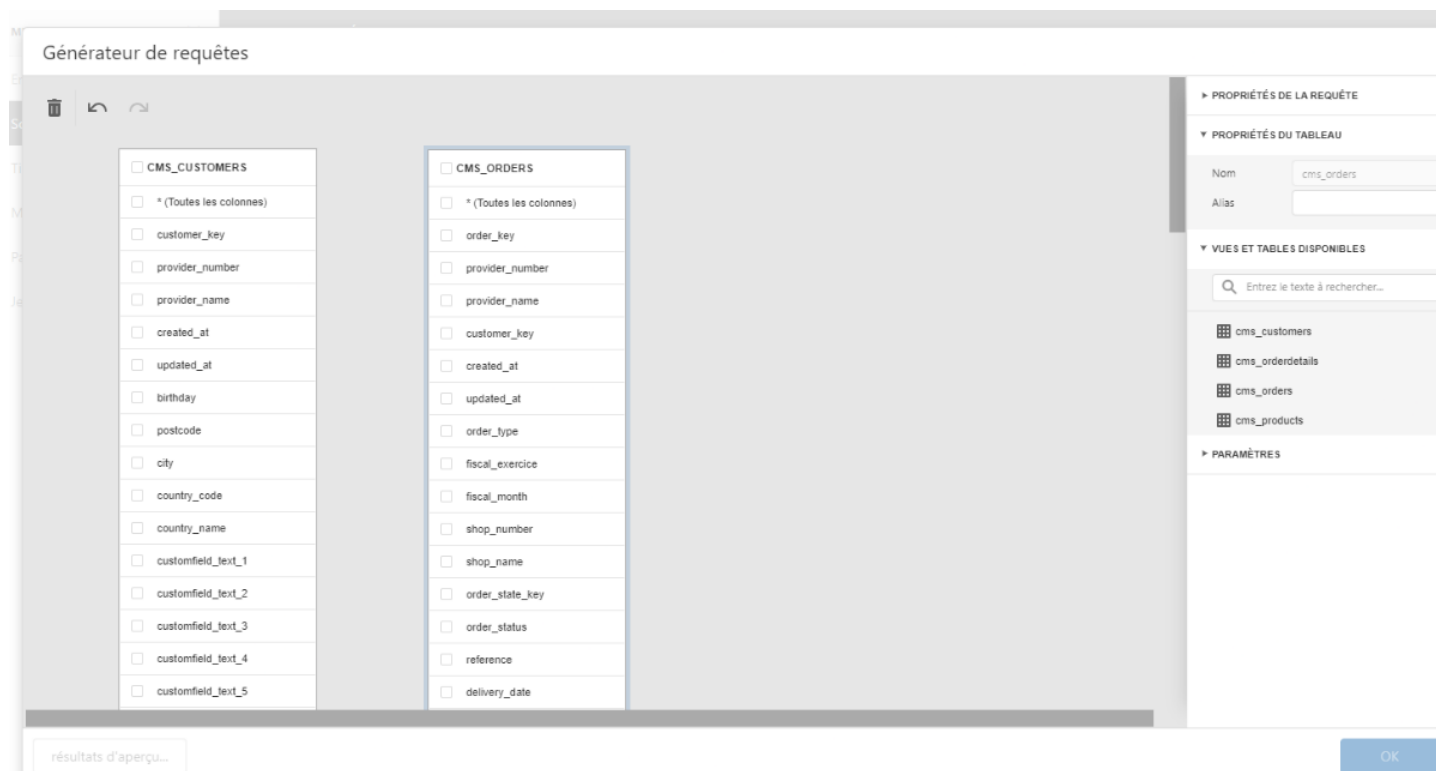 Générateur de requêtes
CMS_CUSTOMERS
* (Toutes les colonnes)
customer_key
provider_number
provider_name
created_at
updated_at
birthday
postcode
city
country_code
country_name
customfield_text_1
customfield_text_2
customfield_text_3
customfield_text_4
customfield_text_5
CMS_ORDERS
* (Toutes les colonnes)
order_key
provider_number
provider_name
customer_key
created_at
updated_at
order_type
fiscal_exercice
fiscal_month
shop_number
shop_name
order_state_key
order_status
reference
delivery_date
PROPRIÉTÉS DE LA REQUÊTE
PROPRIÉTÉS DU TABLEAU
Nom cms_orders
Alias
VUES ET TABLES DISPONIBLES
Entrez le texte à rechercher...
cms_customers
cms_orderdetails
cms_orders
cms_products
PARAMÈTRES
résultats d'aperçu...
OK